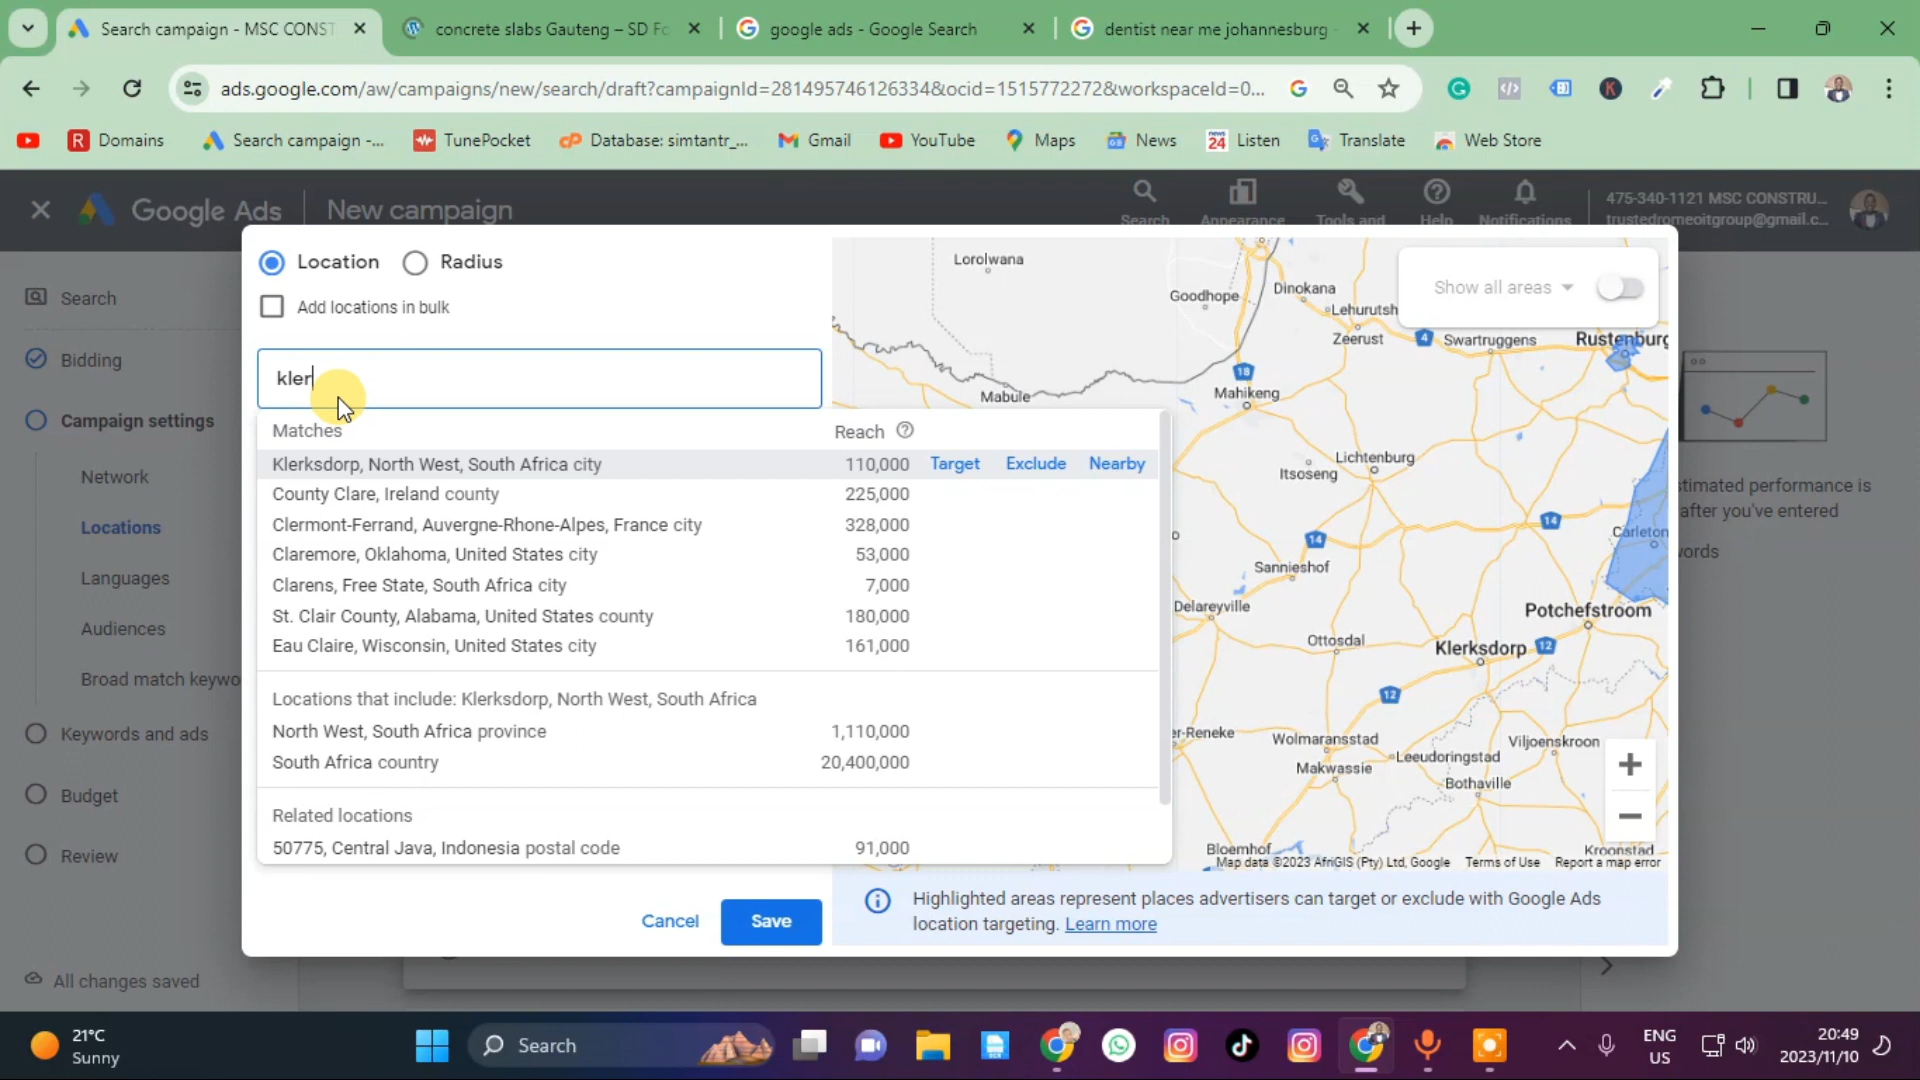 Search campaign - MSC CONST
concrete slabs Gauteng – SD Fo
google ads - Google Search
dentist near me johannesburg -
ads.google.com/aw/campaigns/new/search/draft?campaignId=281495746126334&ocid=1515772272&workspaceId=0...
Domains
Search campaign -...
TunePocket
Database: simtantr_...
Gmail
YouTube
Maps
News
Listen
Translate
Web Store
Google Ads
New campaign
Search
Appearance
Tools and
Help
Notifications
475-340-1121 MSC CONSTRU...
trustedromeoitgroup@gmail.c...
Search
Bidding
Campaign settings
Network
Locations
Languages
Audiences
Broad match keywo
Keywords and ads
Budget
Review
All changes saved
Location
Radius
Add locations in bulk
kler
Matches
Reach
Klerksdorp, North West, South Africa city 110,000 Target Exclude Nearby
County Clare, Ireland county 225,000
Clermont-Ferrand, Auvergne-Rhone-Alpes, France city 328,000
Claremore, Oklahoma, United States city 53,000
Clarens, Free State, South Africa city 7,000
St. Clair County, Alabama, United States county 180,000
Eau Claire, Wisconsin, United States city 161,000
Locations that include: Klerksdorp, North West, South Africa
North West, South Africa province 1,110,000
South Africa country 20,400,000
Related locations
50775, Central Java, Indonesia postal code 91,000
Cancel
Save
Show all areas
Lorolwana
Goodhope
Dinokana
Lehurutsh
Zeerust
4
Swartruggens
Rustenburg
18
Mahikeng
Mabule
Lichtenburg
Itsoseng
14
14
Carleton
Sannieshof
Delareyville
Potchefstroom
Ottosdal
Klerksdorp
12
12
er-Reneke
Wolmaransstad
Viljoenskroon
Leeudoringstad
Makwassie
Bothaville
Bloemhof
Kroonstad
Map data ©2023 AfriGIS (Pty) Ltd, Google
Terms of Use
Report a map error
Highlighted areas represent places advertisers can target or exclude with Google Ads
location targeting. Learn more
stimated performance is
after you've entered
ords
21°C
Sunny
Search
ENG
US
20:49
2023/11/10